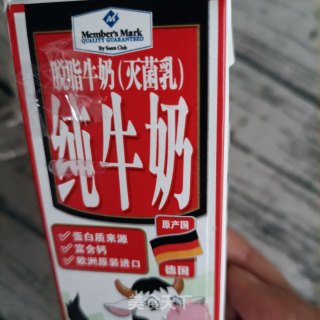 Member's Mark
QUALITY GUARANTEED
By Sam's Club
脱脂牛奶(灭菌乳)
纯牛奶
原产国
蛋白质来源
富含钙
欧洲原装进口
德国
美食天下